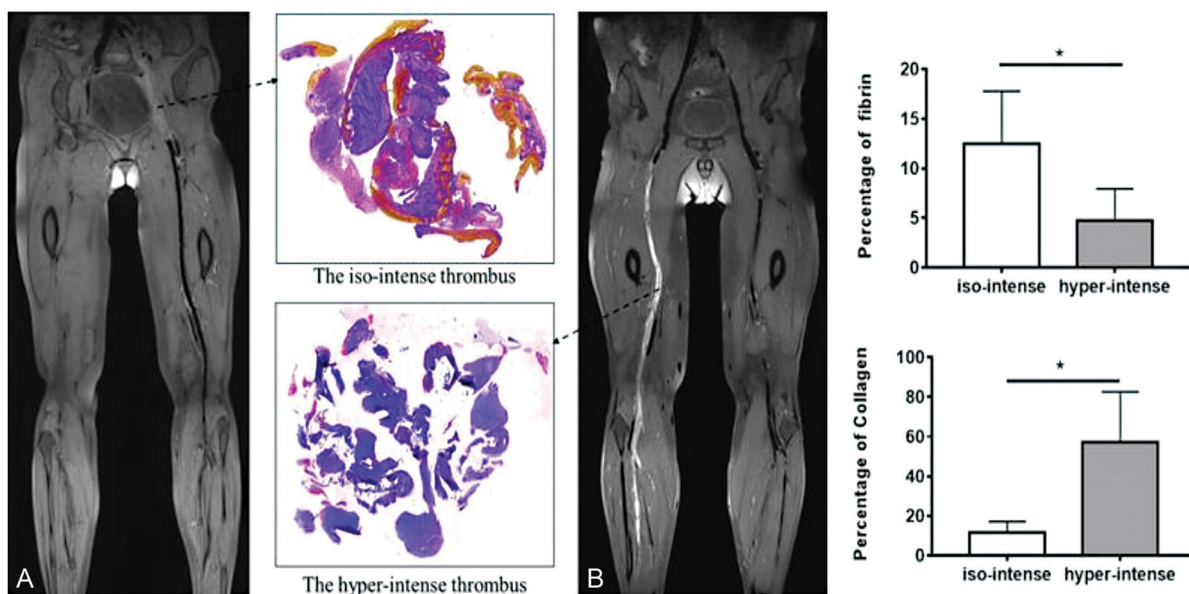 A
The iso-intense thrombus
The hyper-intense thrombus
B
*
Percentage of fibrin
20
15
10
5
0
iso-intense hyper-intense
*
Percentage of Collagen
100
80
60
40
20
0
iso-intense hyper-intense